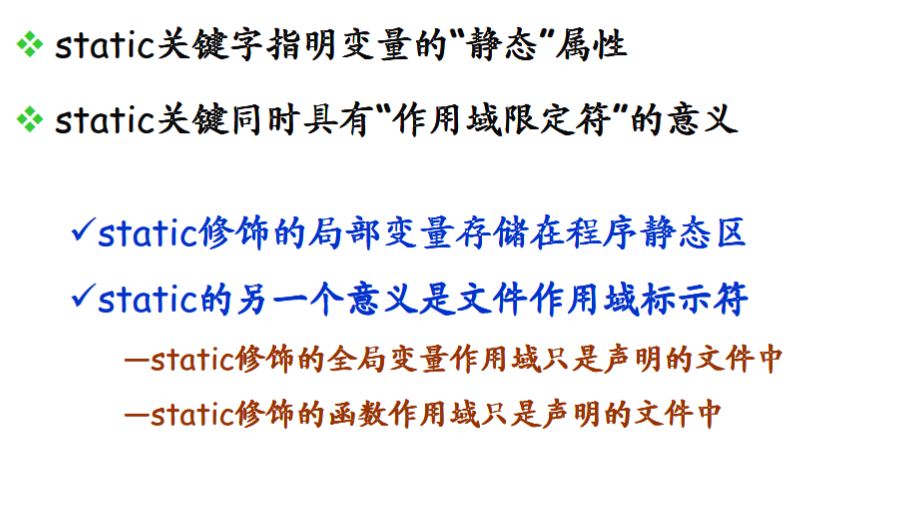 static关键字指明变量的“静态”属性
static关键同时具有“作用域限定符”的意义
static修饰的局部变量存储在程序静态区
static的另一个意义是文件作用域标示符
—static修饰的全局变量作用域只是声明的文件中
—static修饰的函数作用域只是声明的文件中